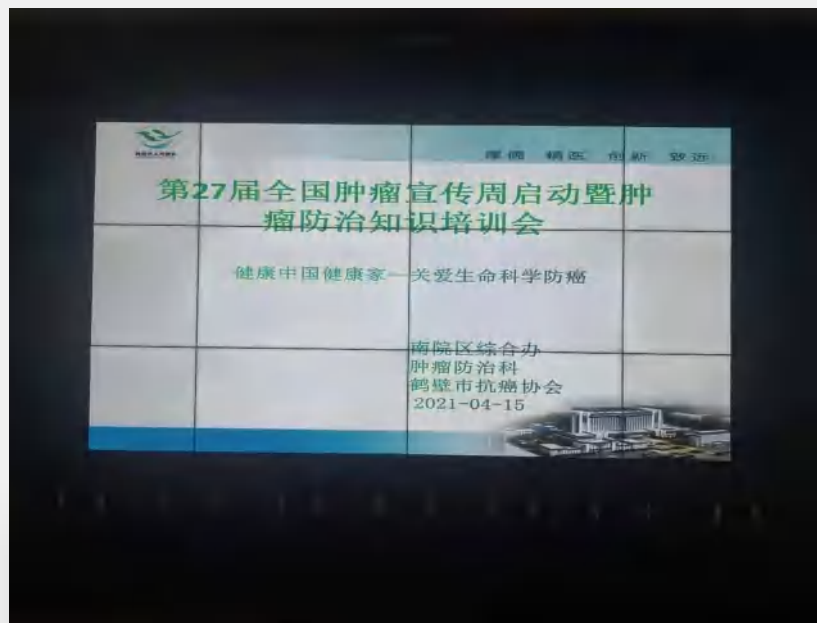 厚德 精医 创新 致远
第27届全国肿瘤宣传周启动暨肿
瘤防治知识培训会
健康中国健康家—关爱生命科学防癌
南院区综合办
肿瘤防治科
鹤壁市抗癌协会
2021-04-15